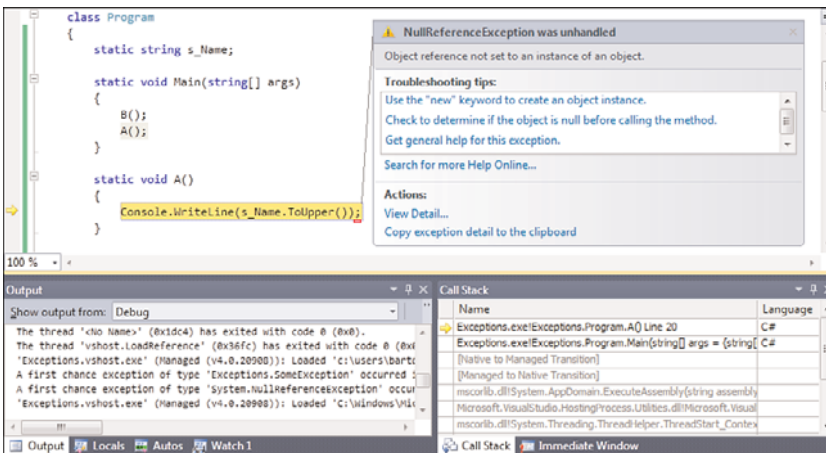 class Program
{
static string s_Name;
static void Main(string[] args)
{
B();
A();
}
static void A()
{
Console.WriteLine(s_Name.ToUpper());
}
NullReferenceException was unhandled
Object reference not set to an instance of an object.
Troubleshooting tips:
Use the "new" keyword to create an object instance.
Check to determine if the object is null before calling the method.
Get general help for this exception.
Search for more Help Online...
Actions:
View Detail...
Copy exception detail to the clipboard
100 %
Output
Show output from: Debug
The thread '<No Name>' (0x1dc4) has exited with code 0 (0x0).
The thread 'vshost.LoadReference' (0x36fc) has exited with code 0 (0x0
'Exceptions.vshost.exe' (Managed (v4.0.20908)): Loaded 'c:\users\bart
A first chance exception of type 'Exceptions.SomeException' occurred
A first chance exception of type 'System.NullReferenceException' occur
'Exceptions.vshost.exe' (Managed (v4.0.20908)): Loaded 'C:\Windows\Mic
Output Locals Autos Watch 1
Call Stack
Name Language
Exceptions.exe!Exceptions.Program.A() Line 20 C#
Exceptions.exe!Exceptions.Program.Main(string[] args = {string[ C#
[Native to Managed Transition]
[Managed to Native Transition]
mscorlib.dll!System.AppDomain.ExecuteAssembly(string assembly
Microsoft.VisualStudio.HostingProcess.Utilities.dll!Microsoft.Visual
mscorlib.dll!System.Threading.ThreadHelper.ThreadStart_Contex
Call Stack Immediate Window